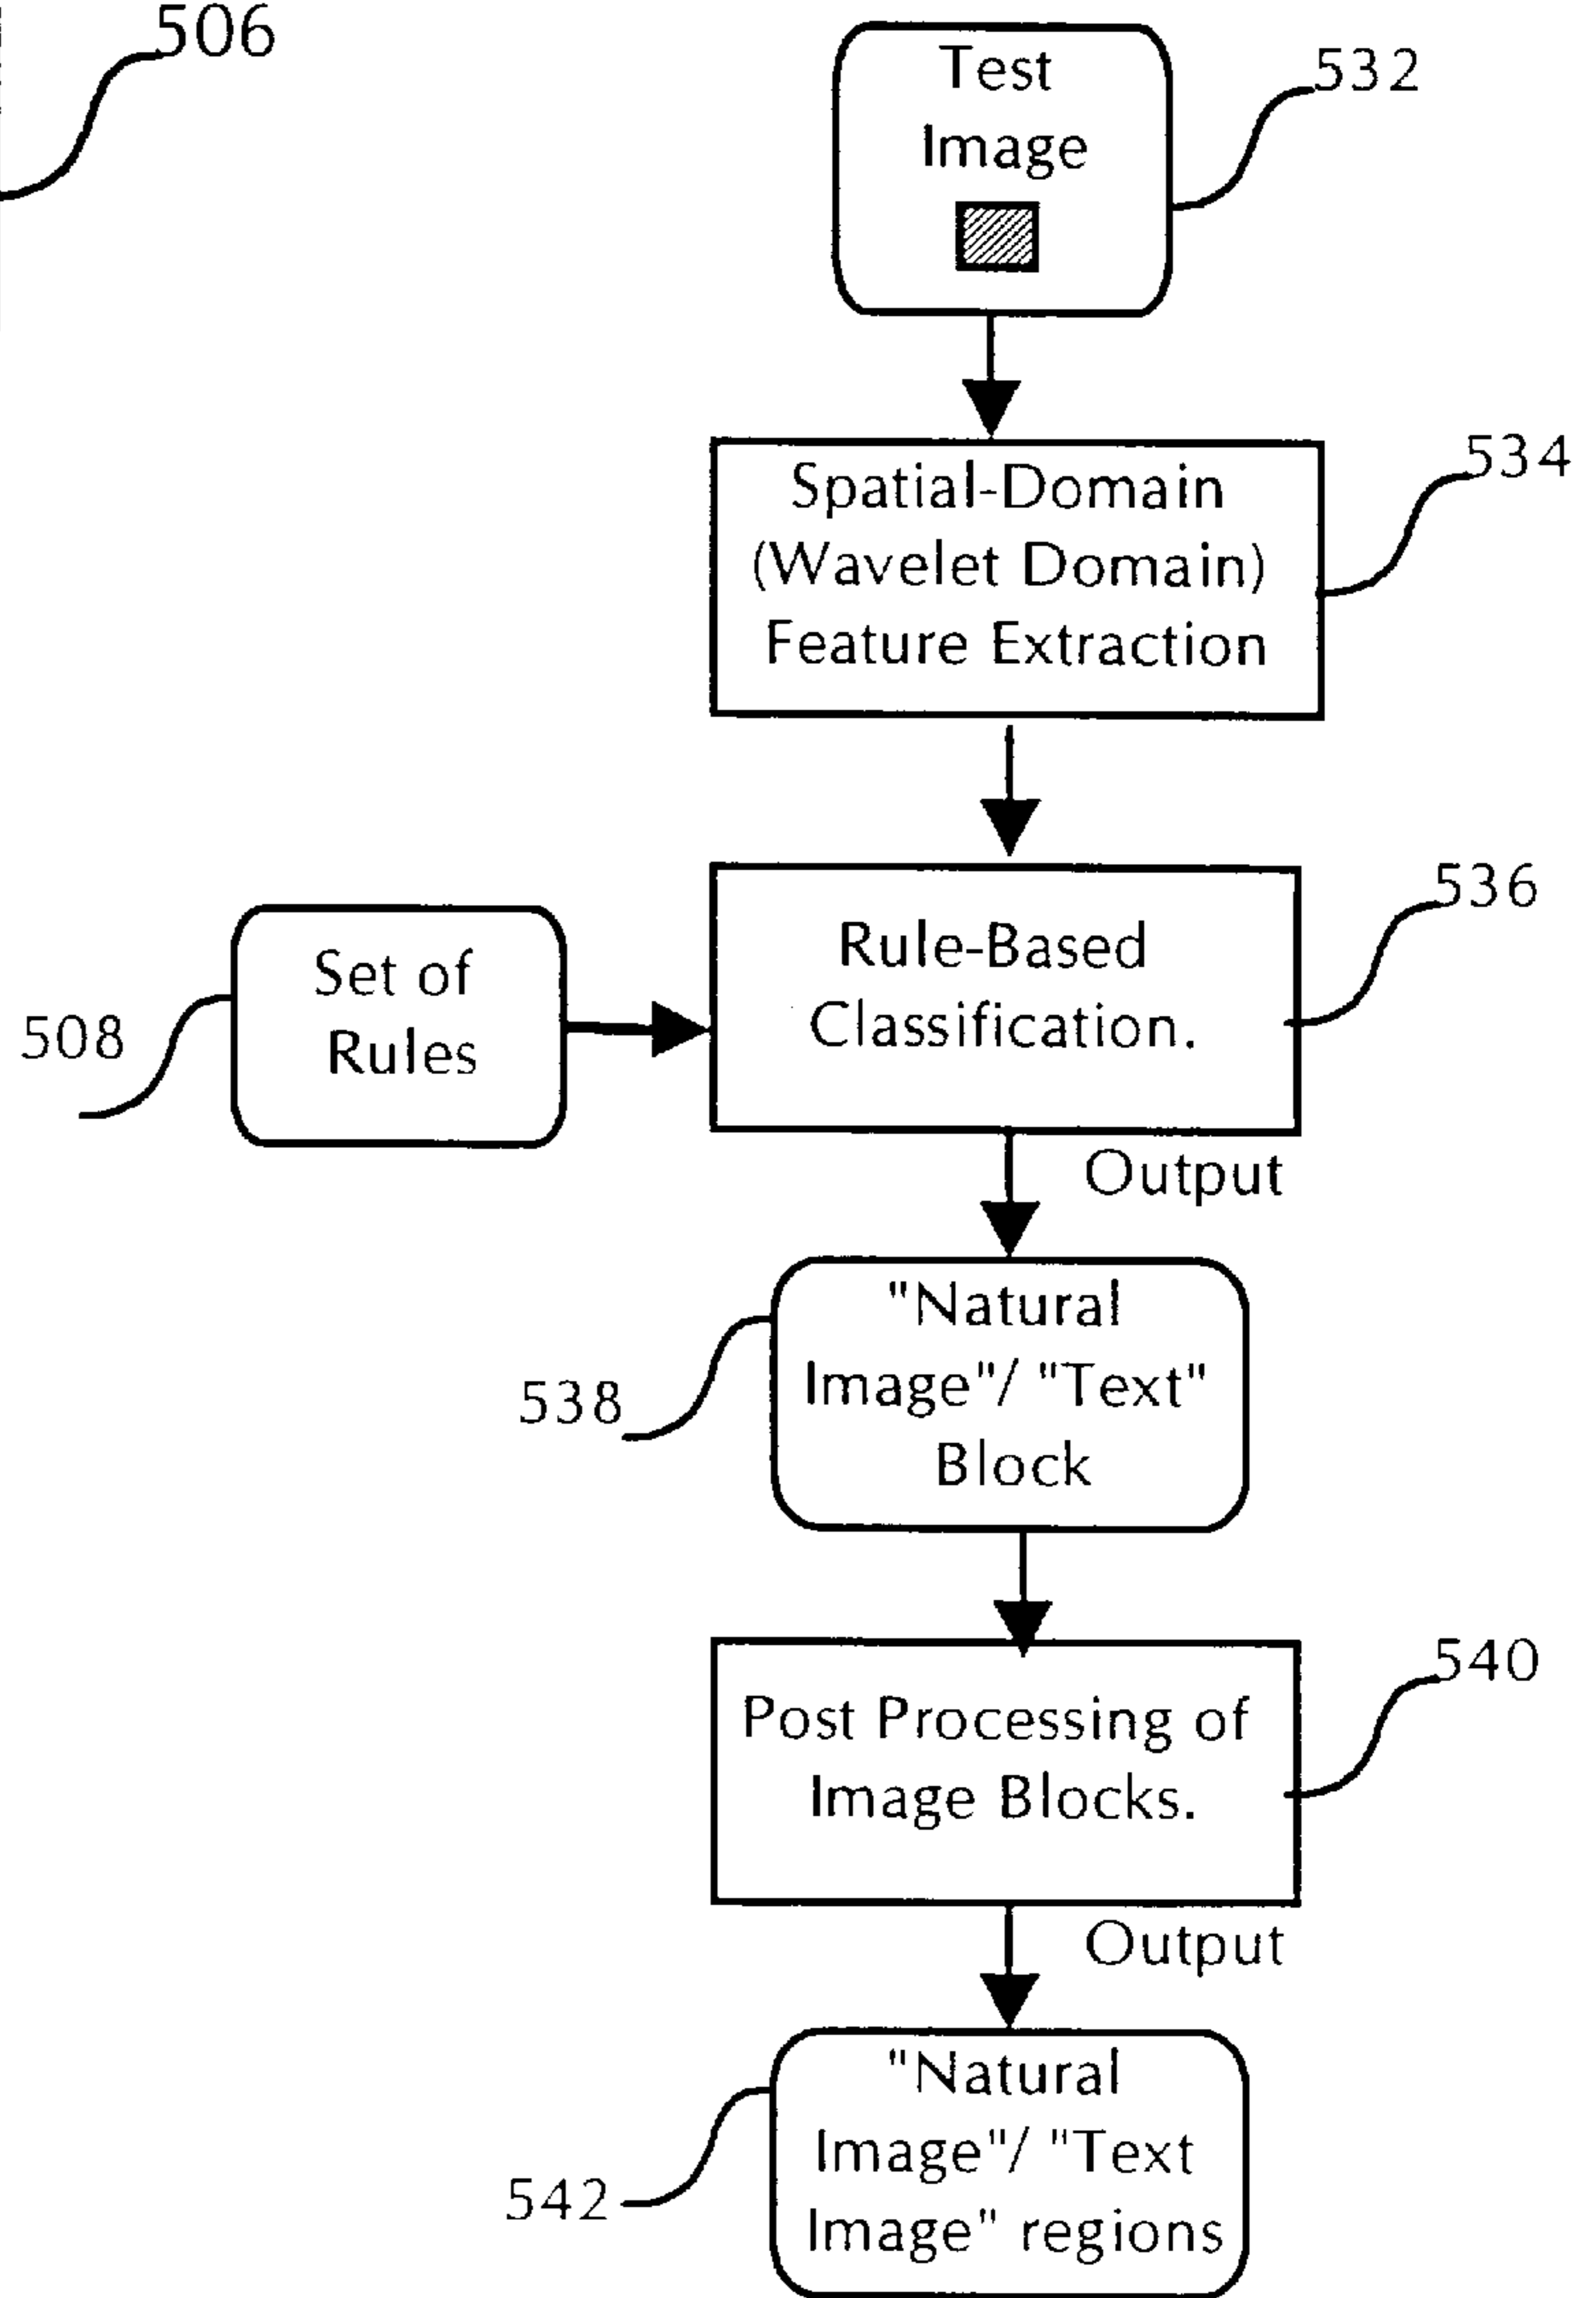 506
Test
Image
532
Spatial-Domain
(Wavelet Domain)
Feature Extraction
534
Set of
Rules
508
Rule-Based
Classification.
536
Output
"Natural
Image"/ "Text"
Block
538
Post Processing of
Image Blocks.
540
Output
"Natural
Image"/ "Text
Image" regions
542